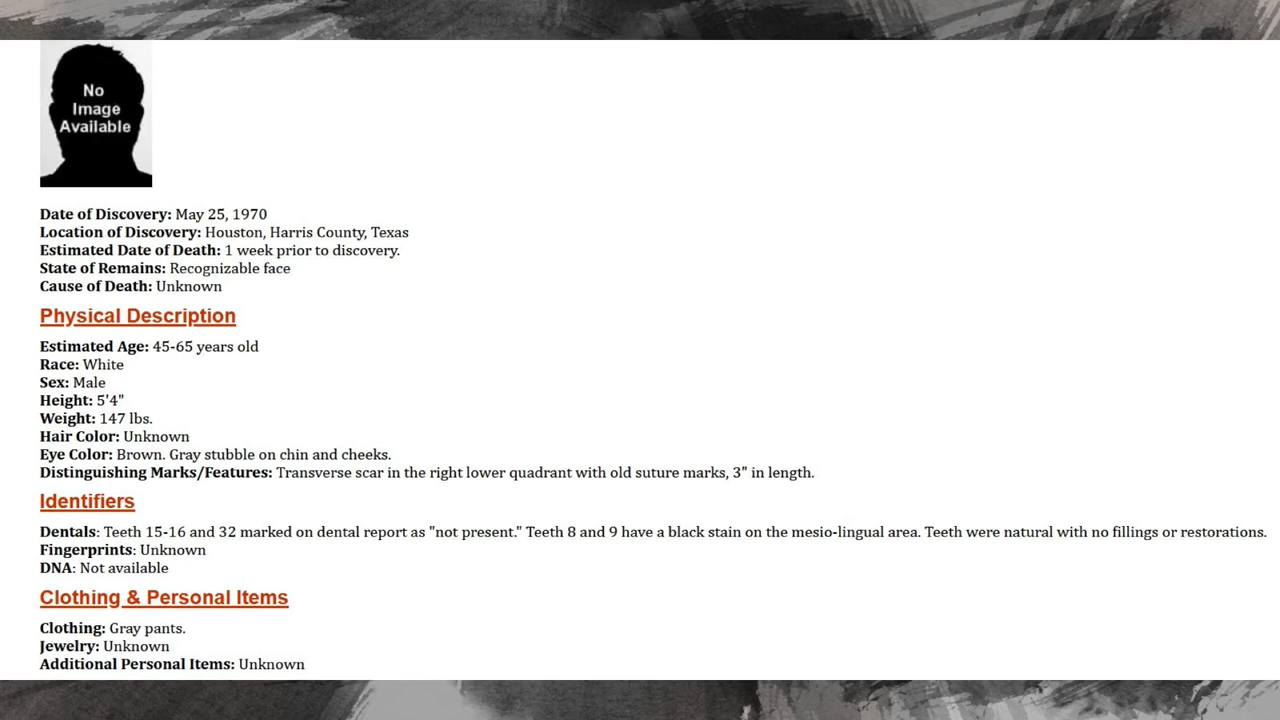 No
Image
Available
Date of Discovery: May 25, 1970
Location of Discovery: Houston, Harris County, Texas
Estimated Date of Death: 1 week prior to discovery.
State of Remains: Recognizable face
Cause of Death: Unknown
Physical Description
Estimated Age: 45-65 years old
Race: White
Sex: Male
Height: 5'4"
Weight: 147 lbs.
Hair Color: Unknown
Eye Color: Brown. Gray stubble on chin and cheeks.
Distinguishing Marks/Features: Transverse scar in the right lower quadrant with old suture marks, 3" in length.
Identifiers
Dentals: Teeth 15-16 and 32 marked on dental report as "not present." Teeth 8 and 9 have a black stain on the mesio-lingual area. Teeth were natural with no fillings or restorations.
Fingerprints: Unknown
DNA: Not available
Clothing & Personal Items
Clothing: Gray pants.
Jewelry: Unknown
Additional Personal Items: Unknown